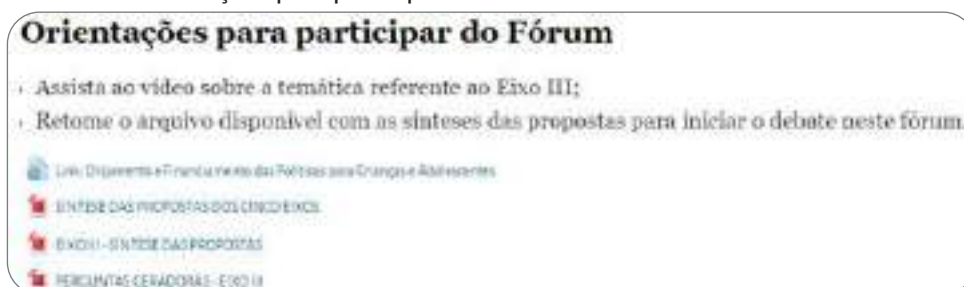 Orientações para participar do Fórum
Assista ao vídeo sobre a temática referente ao Eixo III;
Retome o arquivo disponível com as sínteses das propostas para iniciar o debate neste fórum.
Link: Orçamento e Financiamento das Políticas para Crianças e Adolescentes
SÍNTESE DAS PROPOSTAS DOS CINCO EIXOS
EIXO III - SÍNTESE DAS PROPOSTAS
PERGUNTAS GERADORAS - EIXO III